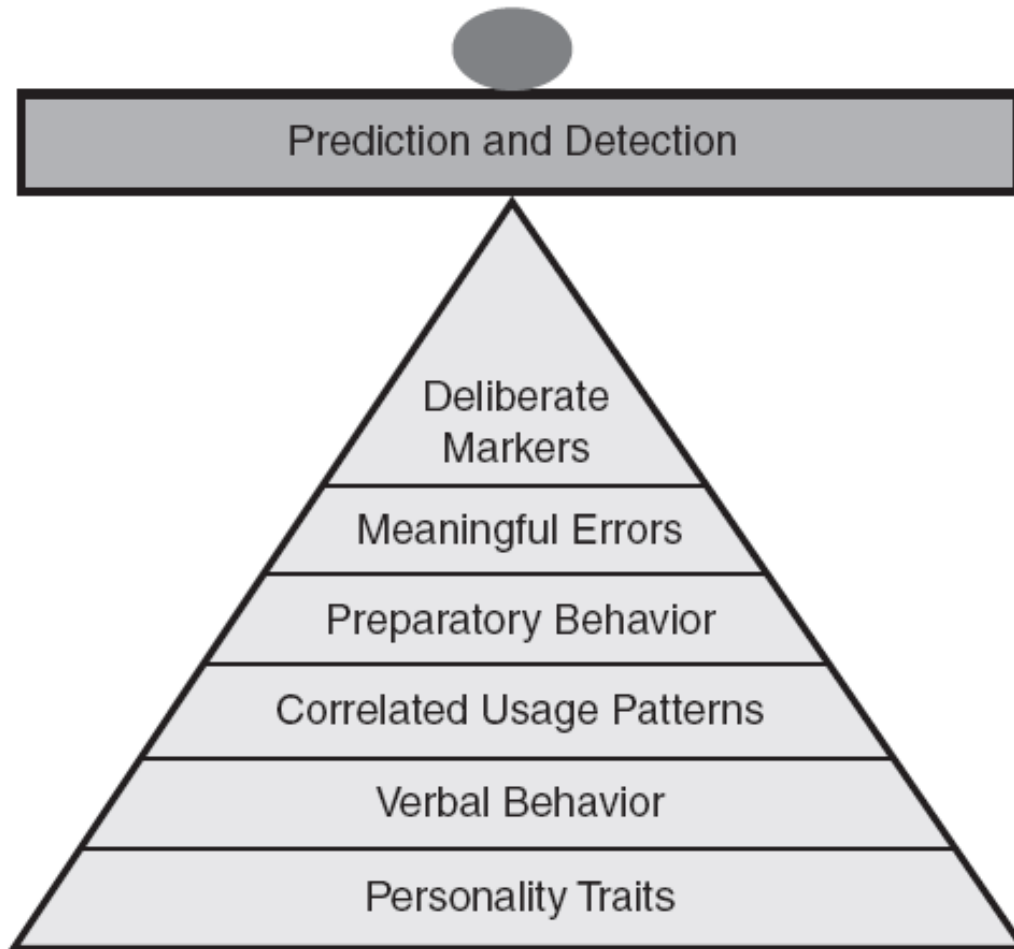 Prediction and Detection
Deliberate
Markers
Meaningful Errors
Preparatory Behavior
Correlated Usage Patterns
Verbal Behavior
Personality Traits